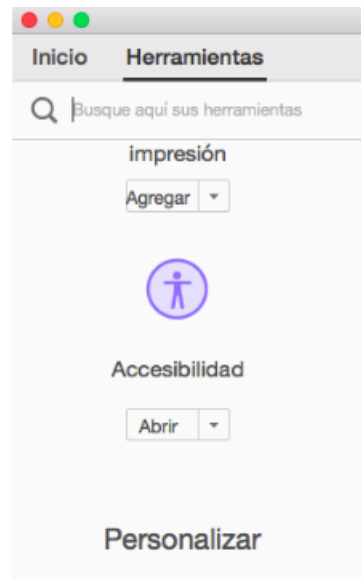 Inicio Herramientas
Busque aquí sus herramientas
impresión
Agregar
Accesibilidad
Abrir
Personalizar